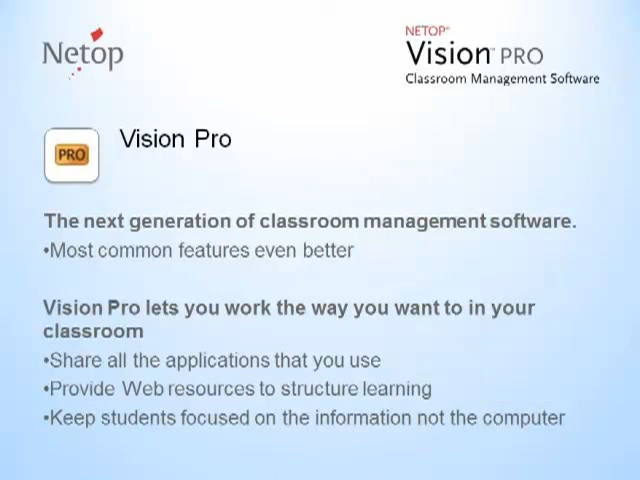 Netop
NETOP®
Vision™ PRO
Classroom Management Software
PRO
Vision Pro
The next generation of classroom management software.
•Most common features even better
Vision Pro lets you work the way you want to in your
classroom
•Share all the applications that you use
•Provide Web resources to structure learning
•Keep students focused on the information not the computer